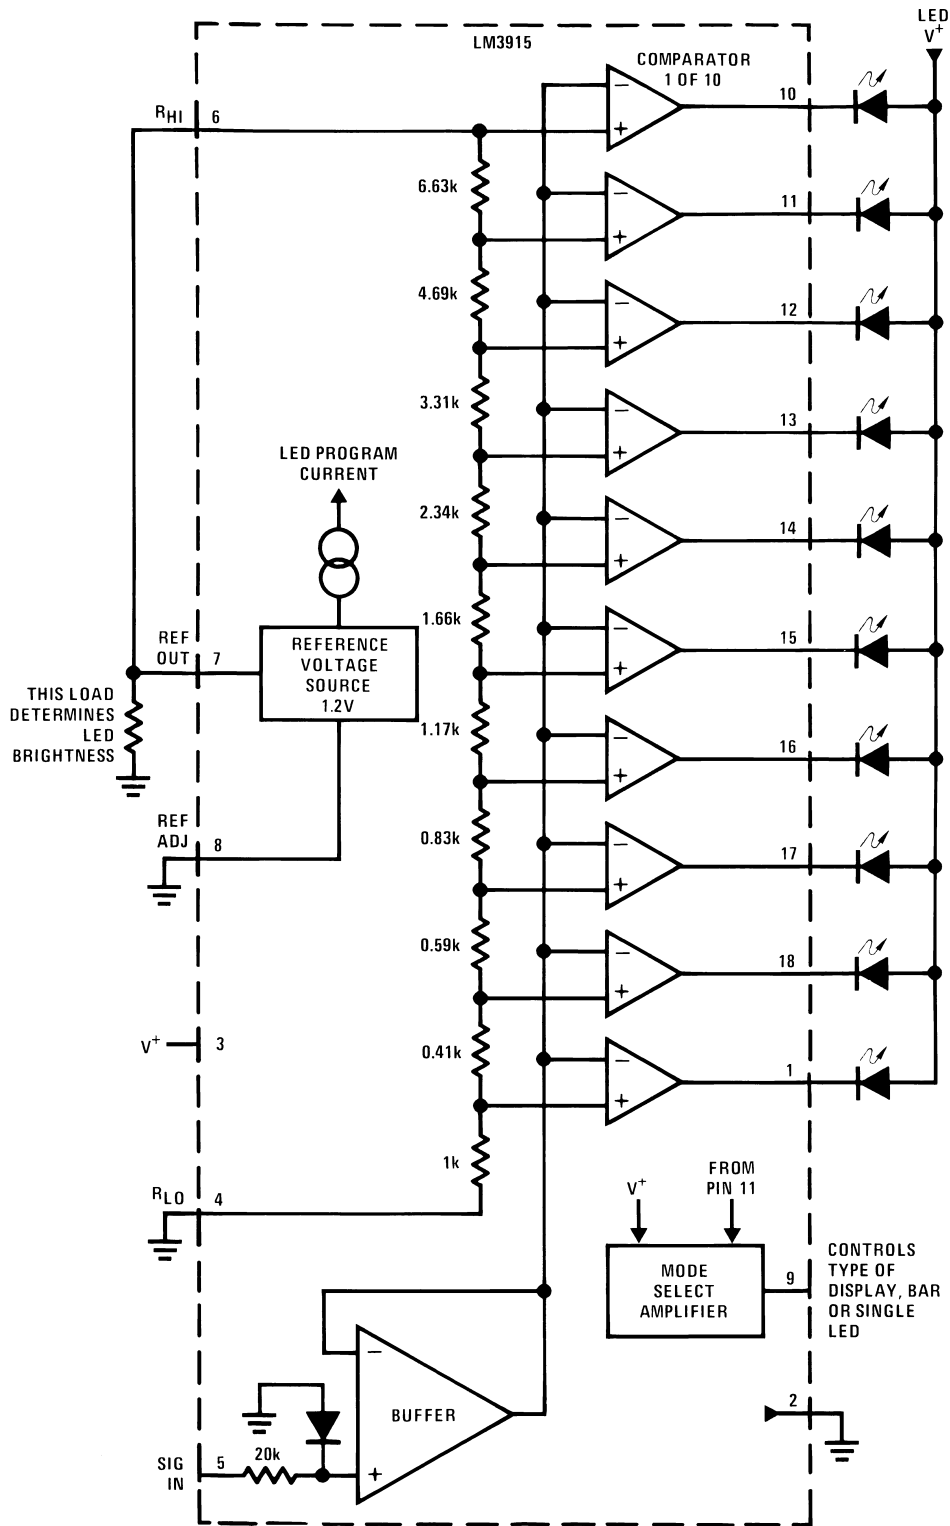 LED
V+
LM3915
COMPARATOR
1 OF 10
10
RHI
6
+
6.63k
11
+
4.69k
12
+
3.31k
13
+
LED PROGRAM
CURRENT
2.34k
14
+
1.66k
15
+
REF
OUT
7
REFERENCE
VOLTAGE
SOURCE
1.2V
THIS LOAD
DETERMINES
LED
BRIGHTNESS
1.17k
16
+
REF
ADJ
8
0.83k
17
+
0.59k
18
+
V+
3
0.41k
1
+
1k
RLO
4
V+
FROM
PIN 11
MODE
SELECT
AMPLIFIER
9
CONTROLS
TYPE OF
DISPLAY, BAR
OR SINGLE
LED
BUFFER
+
2
SIG
IN
5
20k